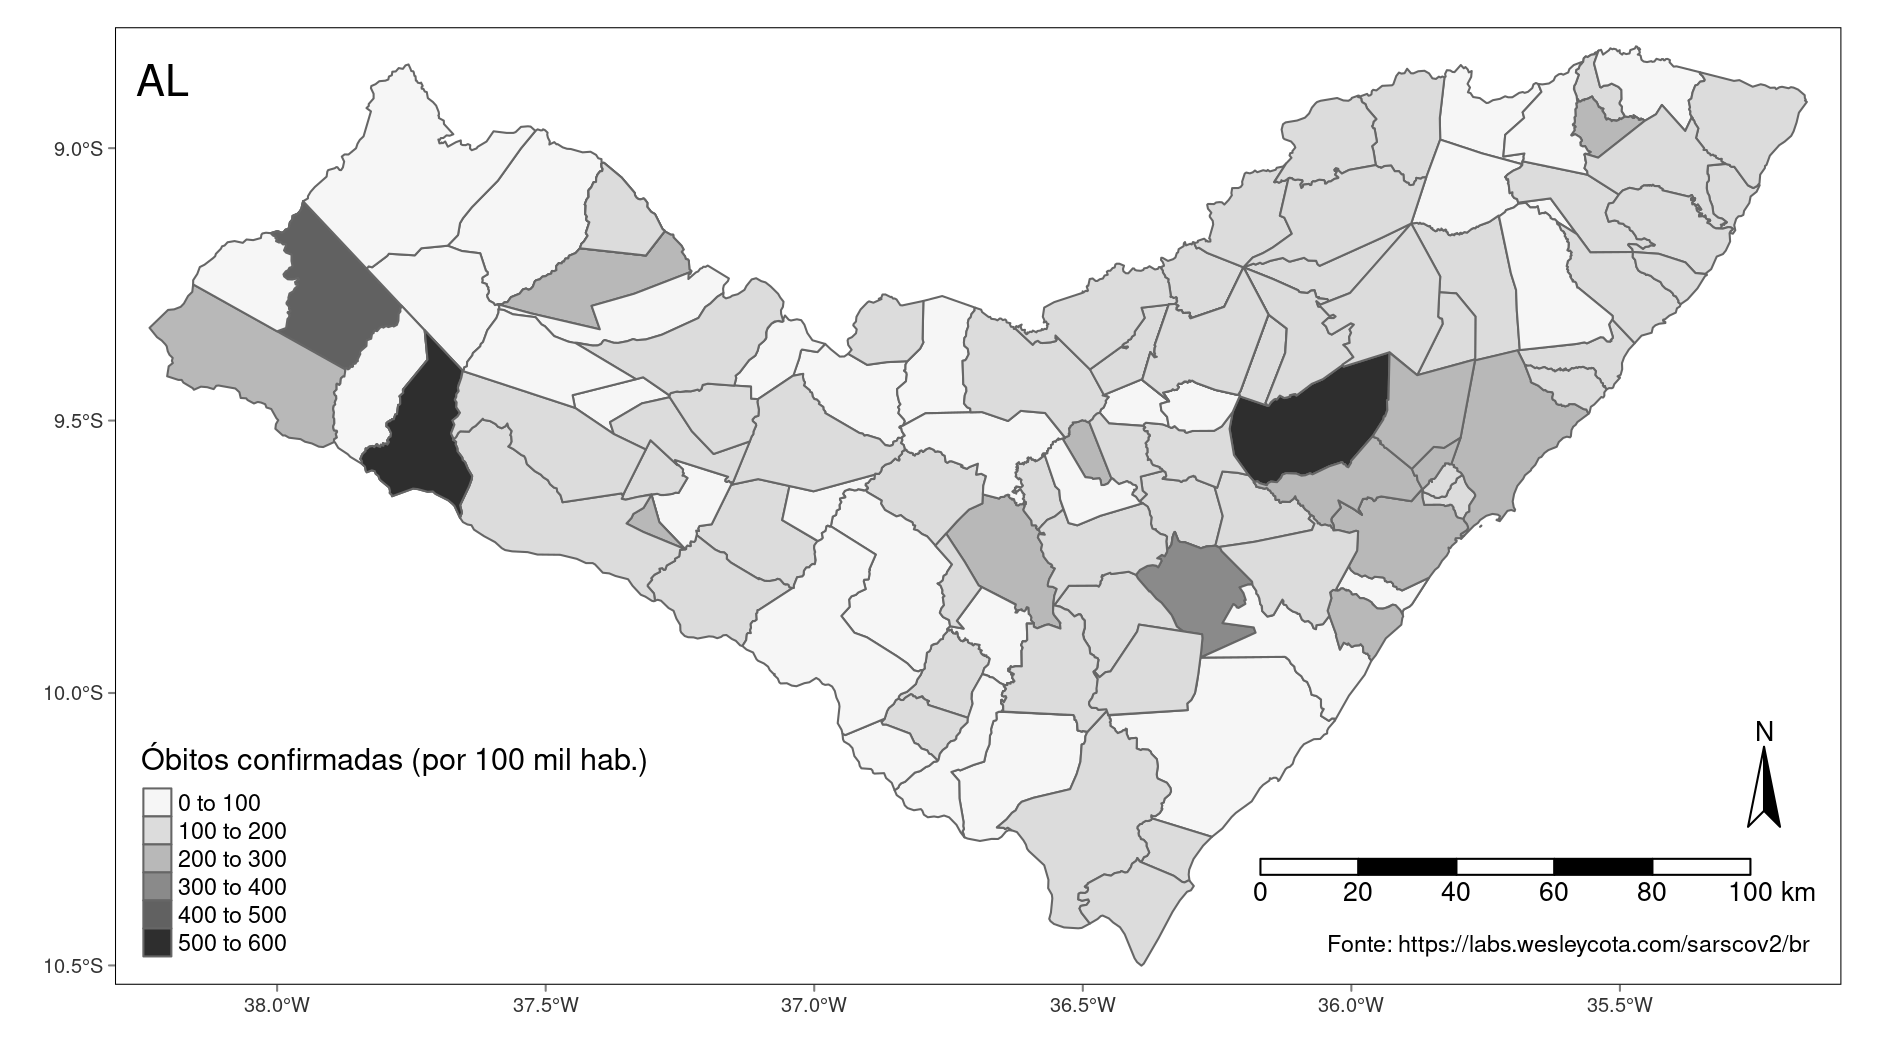 AL
9.0°S
9.5°S
10.0°S
10.5°S
Óbitos confirmadas (por 100 mil hab.)
0 to 100
100 to 200
200 to 300
300 to 400
400 to 500
500 to 600
N
0 20 40 60 80 100 km
Fonte: https://labs.wesleycota.com/sarscov2/br
38.0°W 37.5°W 37.0°W 36.5°W 36.0°W 35.5°W